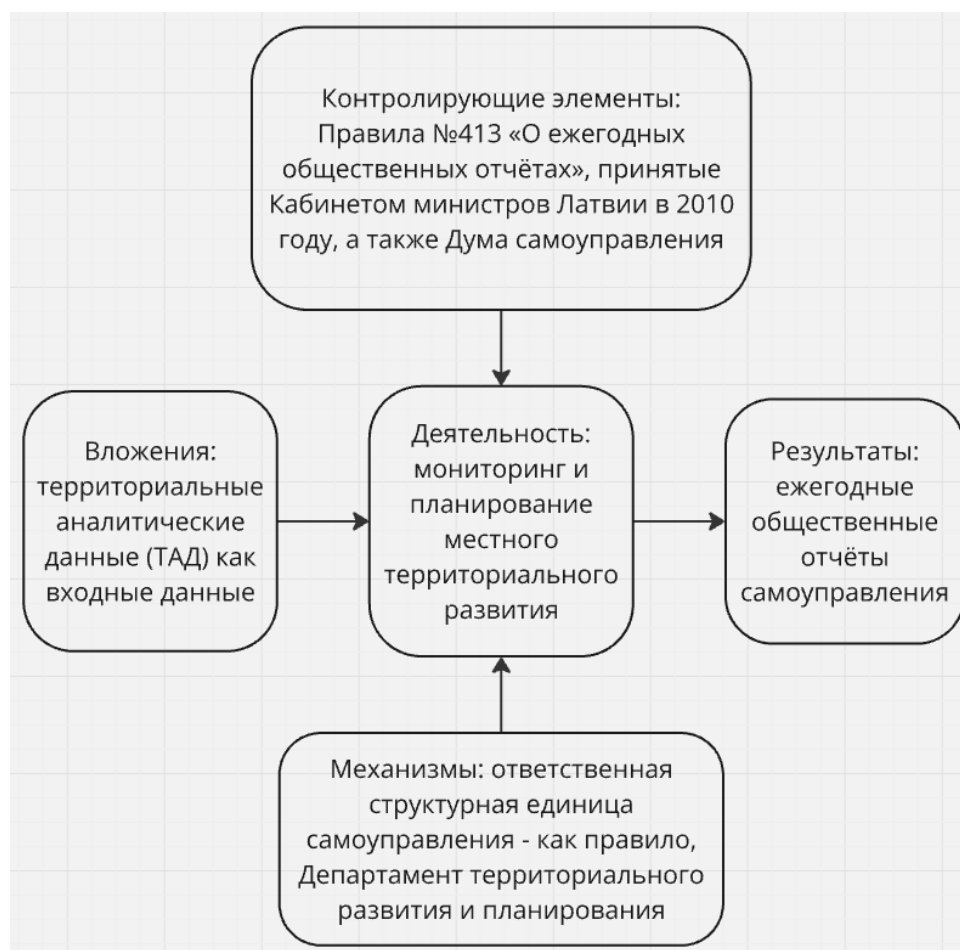 Контролирующие элементы:
Правила №413 «О ежегодных
общественных отчётах», принятые
Кабинетом министров Латвии в 2010
году, а также Дума самоуправления
Вложения:
территориальные
аналитические
данные (ТАД) как
входные данные
Деятельность:
мониторинг и
планирование
местного
территориального
развития
Результаты:
ежегодные
общественные
отчёты
самоуправления
Механизмы: ответственная
структурная единица
самоуправления - как правило,
Департамент территориального
развития и планирования